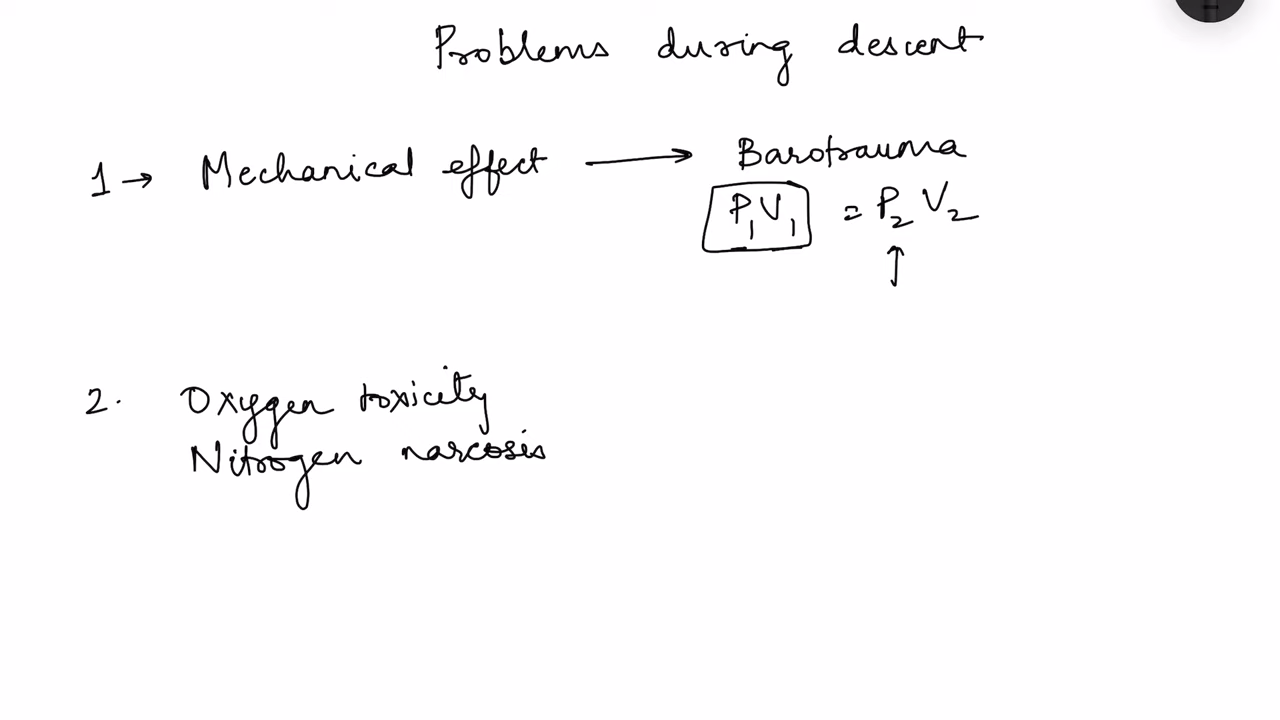 Problems during descent
1 → Mechanical effect → Barotrauma
P₁V₁ = P₂V₂
↑
2. Oxygen toxicity
Nitrogen narcosis